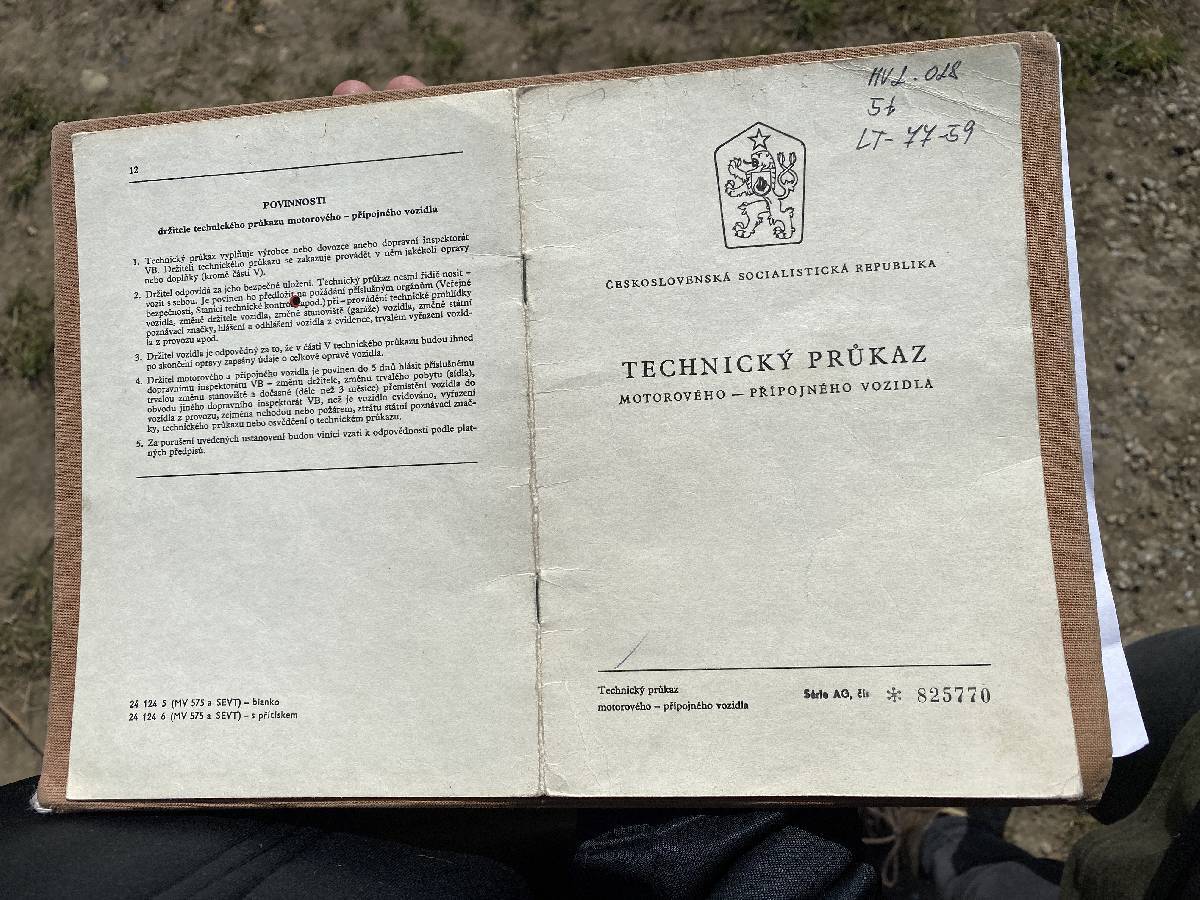 12
POVINNOSTI
držitele technického průkazu motorového – přípojného vozidla
1. Technický průkaz vyplňuje výrobce nebo dovozce anebo dopravní inspektorát
VB. Držiteli technického průkazu se zakazuje provádět v něm jakékoli opravy
nebo doplňky (kromě části V).
2. Držitel odpovídá za jeho bezpečné uložení. Technický průkaz nesmí řidič nosit –
vozit s sebou. Je povinen ho předložit na požádání příslušným orgánům (Veřejné
bezpečnosti, Stanici technické kontroly apod.) při – provádění technické prohlídky
vozidla, změně držitele vozidla, změně stanoviště (garáže) vozidla, změně státní
poznávací značky, hlášení a odhlášení vozidla z evidence, trvalém vyřazení vozid-
la z provozu apod.
3. Držitel vozidla je odpovědný za to, že v části V technického průkazu budou ihned
po skončení opravy zapsány údaje o celkové opravě vozidla.
4. Držitel motorového a přípojného vozidla je povinen do 5 dnů hlásit příslušnému
dopravnímu inspektorátu VB – změnu držitele, změnu trvalého pobytu (sídla),
trvalou změnu stanoviště a dočasné (déle než 3 měsíce) přemístění vozidla do
obvodu jiného dopravního inspektorát VB, než je vozidlo evidováno, vyřazení
vozidla z provozu, zejména nehodou nebo požárem, ztrátu státní poznávací znač-
ky, technického průkazu nebo osvědčení o technickém průkazu.
5. Za porušení uvedených ustanovení budou viníci vzati k odpovědnosti podle plat-
ných předpisů.
24 124 5 (MV 575 a SEVT) – blanko
24 124 6 (MV 575 a SEVT) – s přítiskem
HV2-028
5t
LT-77-59
ČESKOSLOVENSKÁ SOCIALISTICKÁ REPUBLIKA
TECHNICKÝ PRŮKAZ
MOTOROVÉHO – PŘÍPOJNÉHO VOZIDLA
Technický průkaz
motorového – přípojného vozidla
Série AG, čís ✻ 825770